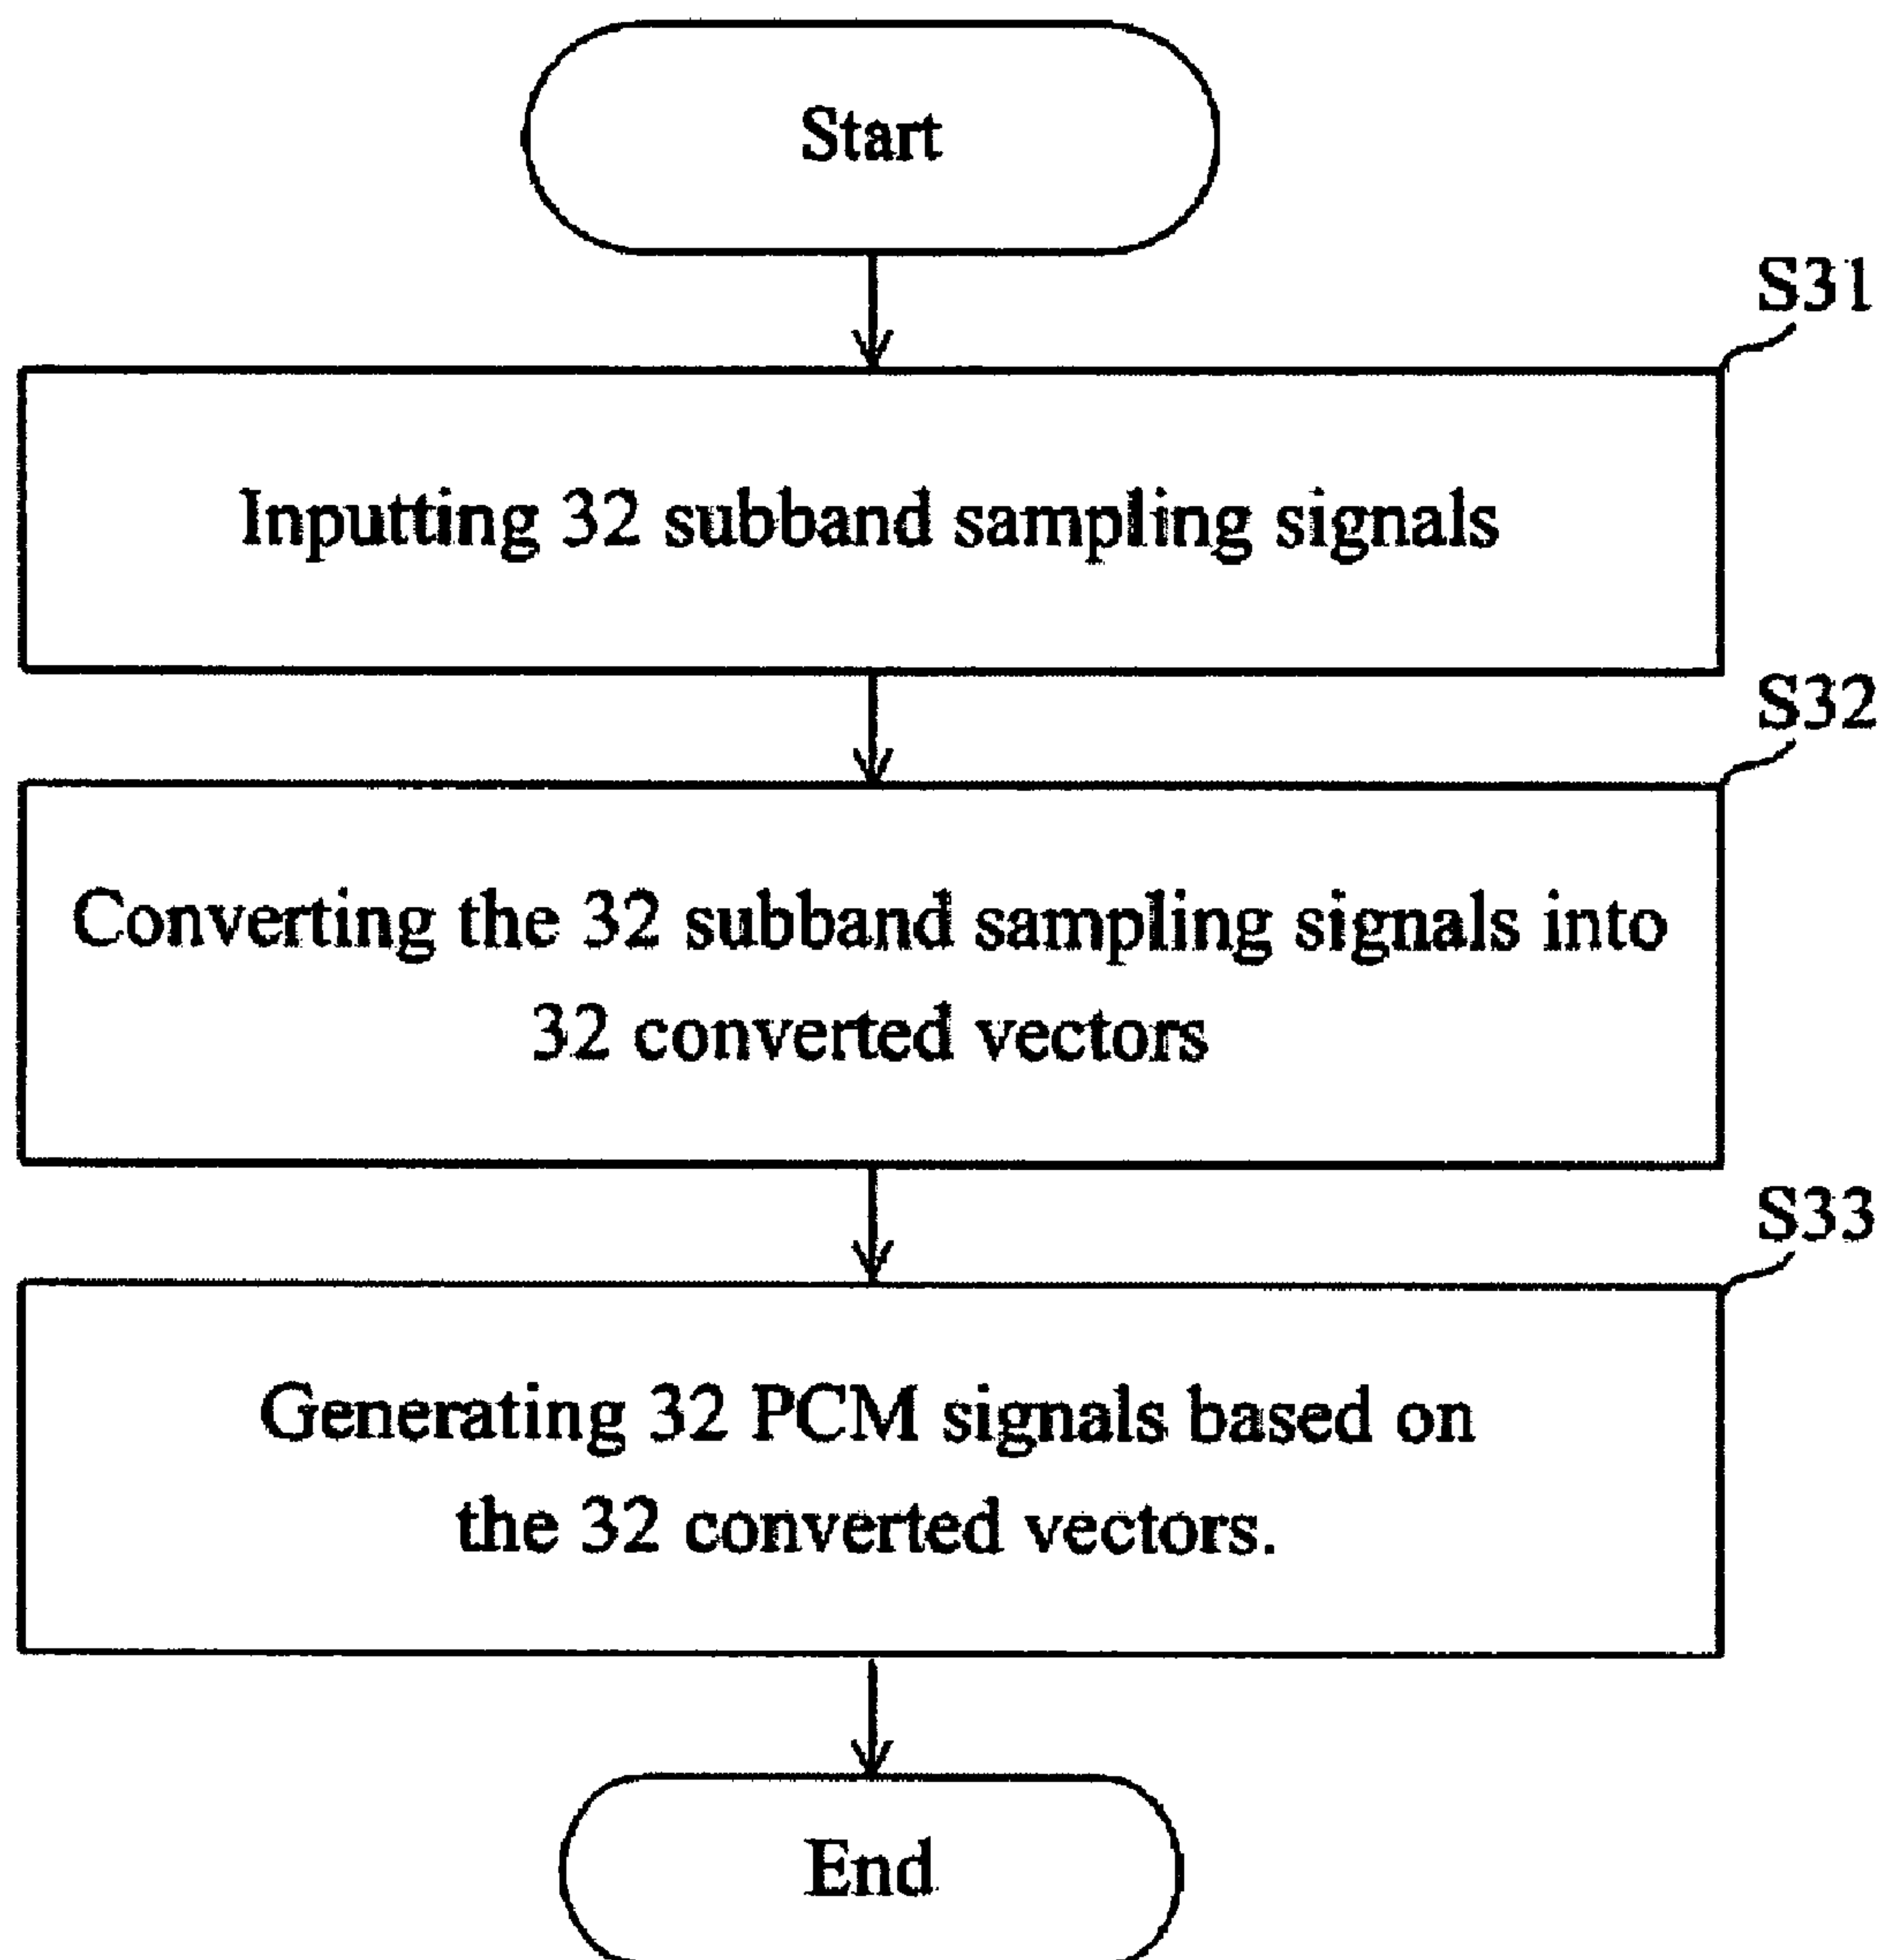 Start
S31
Inputting 32 subband sampling signals
S32
Converting the 32 subband sampling signals into
32 converted vectors
S33
Generating 32 PCM signals based on
the 32 converted vectors.
End